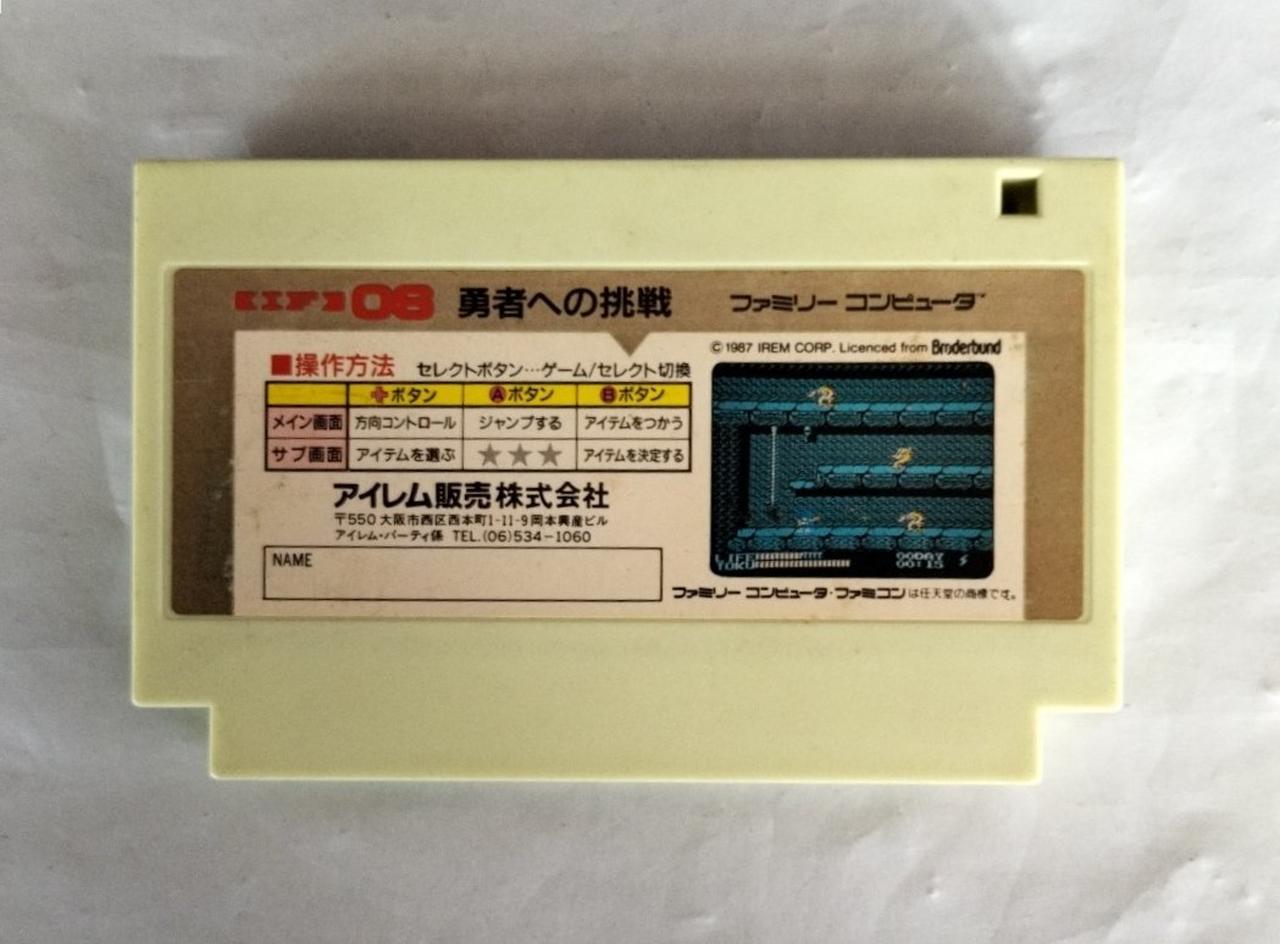 08 勇者への挑戦 ファミリー コンピュータ™
■操作方法 セレクトボタン…ゲーム/セレクト切換
✚ボタン Ⓐボタン Ⓑボタン
メイン画面 方向コントロール ジャンプする アイテムをつかう
サブ画面 アイテムを選ぶ ★★★ アイテムを決定する
アイレム販売株式会社
〒550 大阪市西区西本町1-11-9岡本興産ビル
アイレム・パーティ係 TEL.(06)534-1060
NAME
© 1987 IREM CORP. Licenced from Brøderbund
LIFE
TOKU
00DAY
00:15
ファミリー コンピュータ・ファミコンは任天堂の商標です。